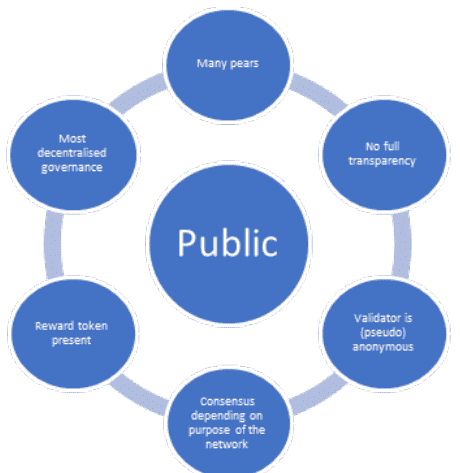 Many pears
No full
transparency
Validator is
(pseudo)
anonymous
Consensus
depending on
purpose of the
network
Reward token
present
Most
decentralised
governance
Public